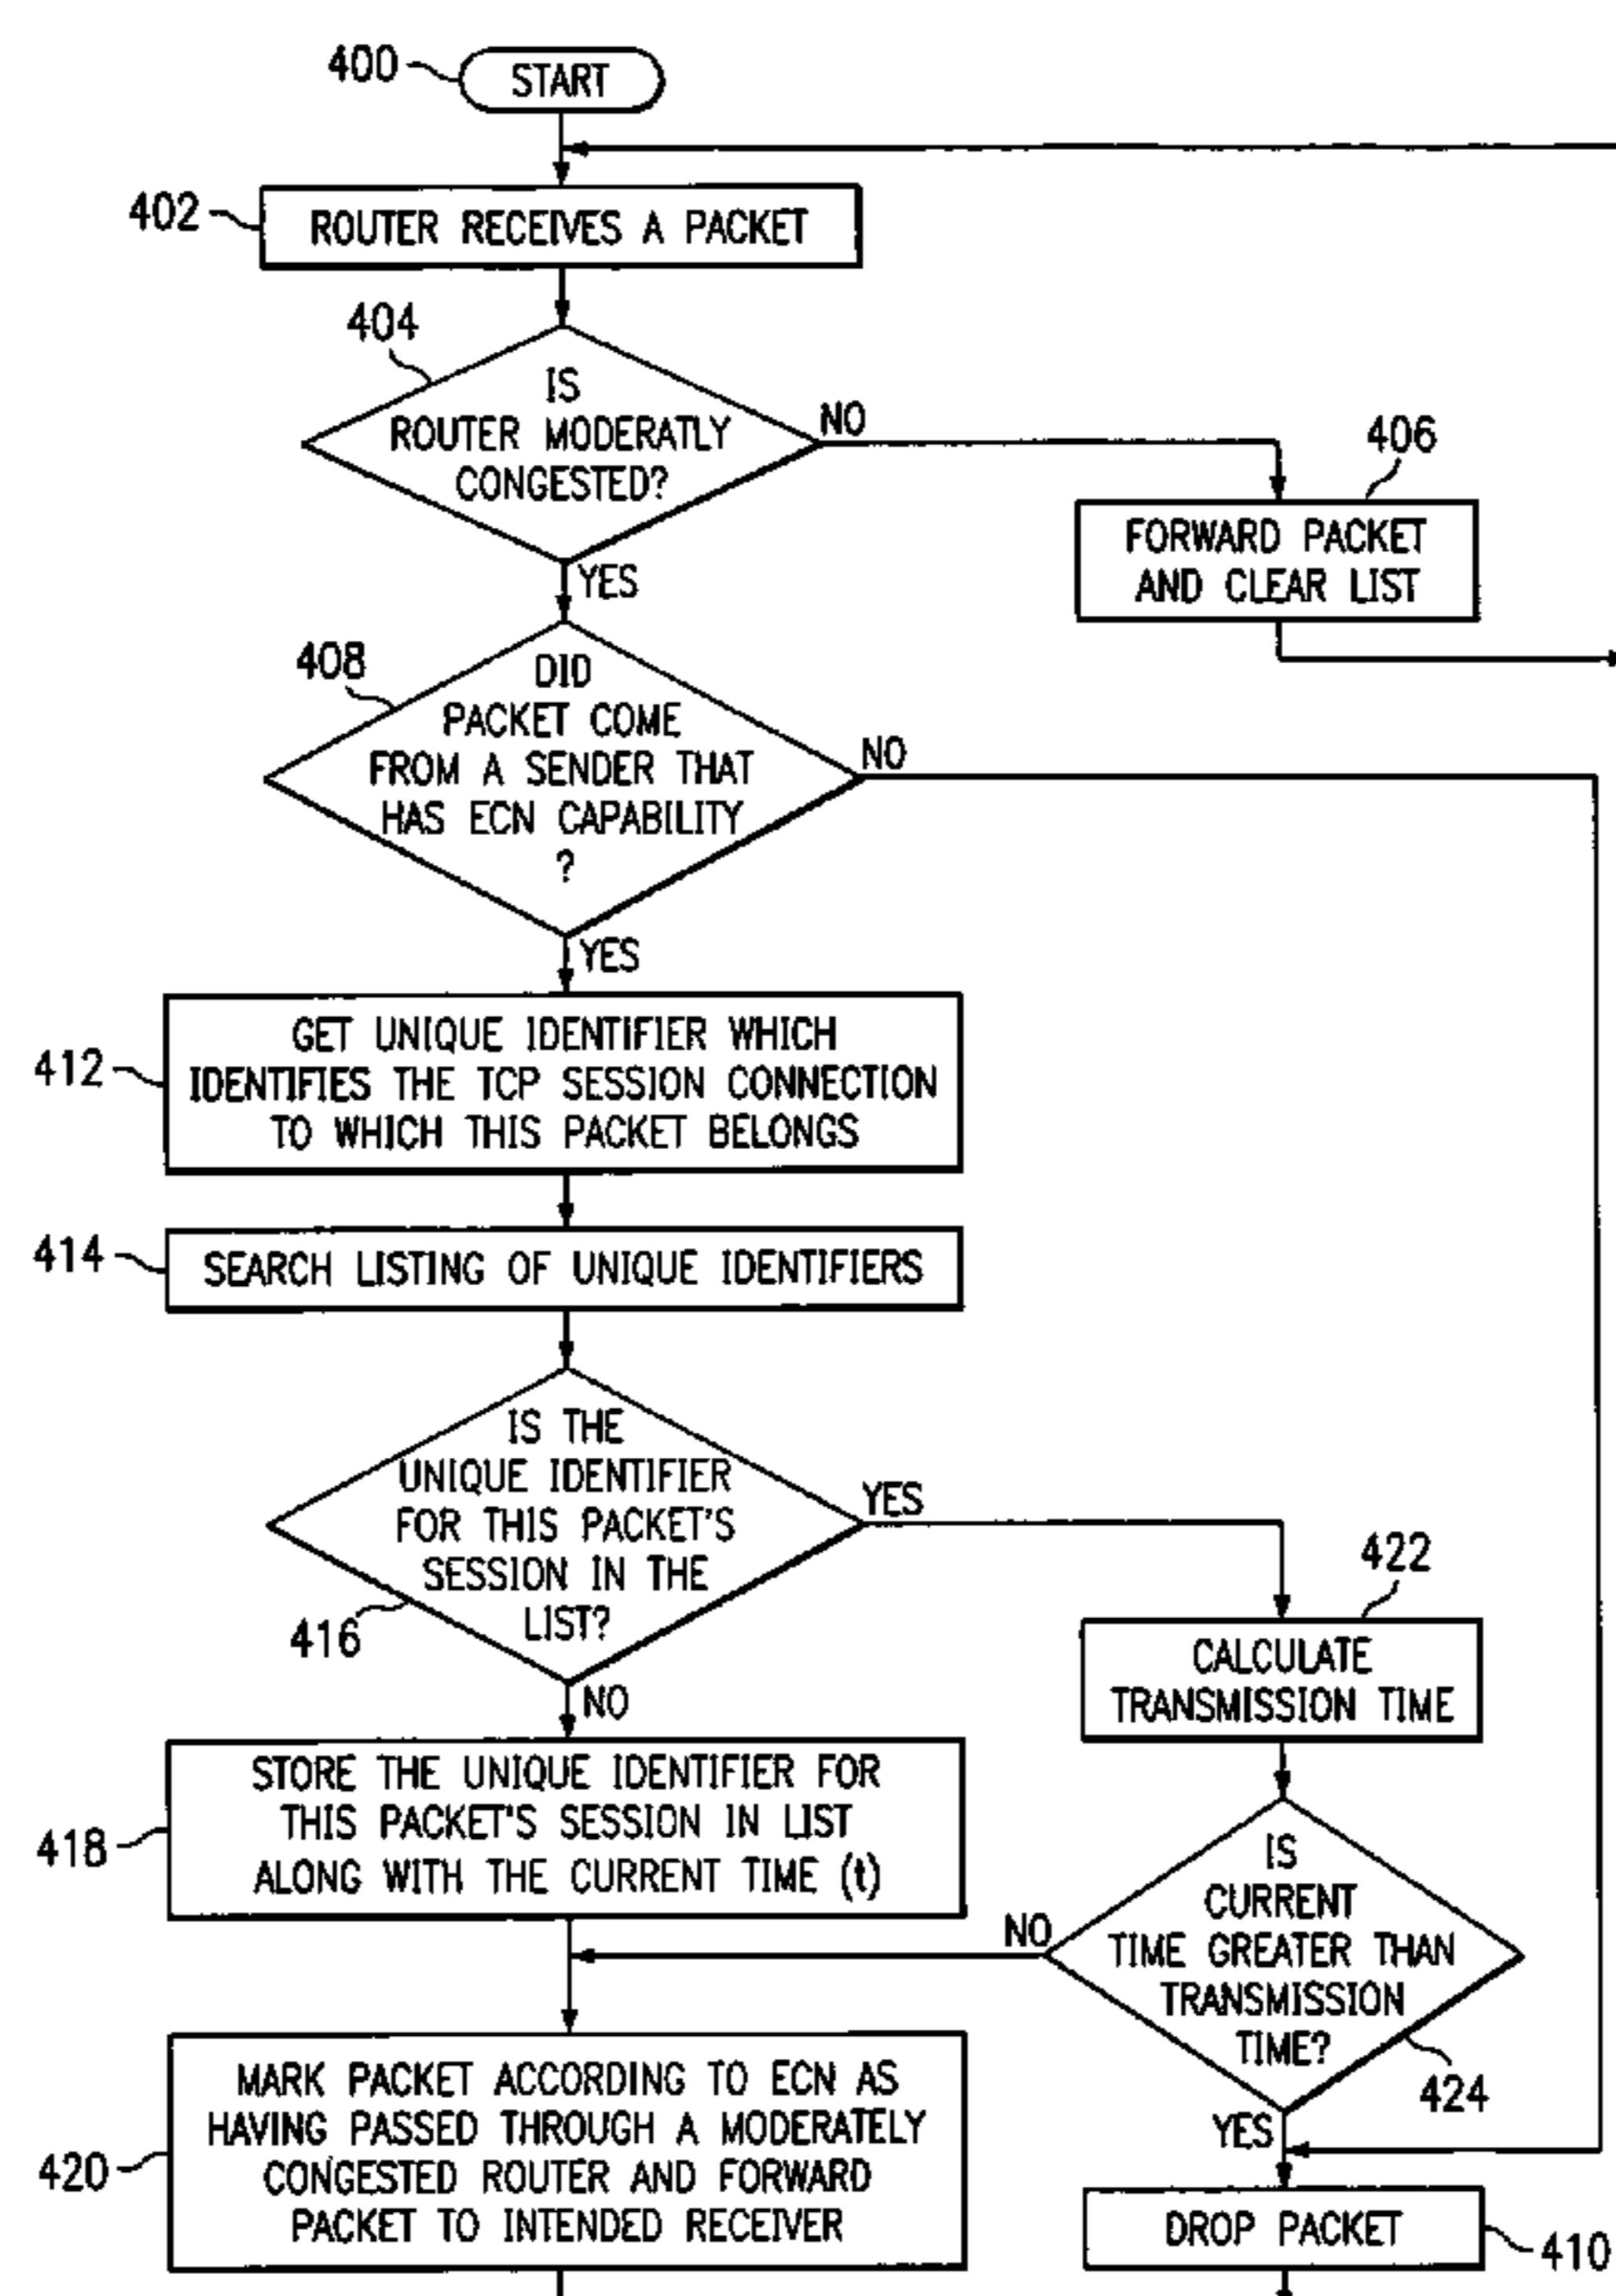 400
START
402
ROUTER RECEIVES A PACKET
404
IS
ROUTER MODERATLY
CONGESTED?
NO
YES
406
FORWARD PACKET
AND CLEAR LIST
408
DID
PACKET COME
FROM A SENDER THAT
HAS ECN CAPABILITY
?
NO
YES
412
GET UNIQUE IDENTIFIER WHICH
IDENTIFIES THE TCP SESSION CONNECTION
TO WHICH THIS PACKET BELONGS
414
SEARCH LISTING OF UNIQUE IDENTIFIERS
IS THE
UNIQUE IDENTIFIER
FOR THIS PACKET'S
SESSION IN THE
LIST?
416
YES
NO
422
CALCULATE
TRANSMISSION TIME
418
STORE THE UNIQUE IDENTIFIER FOR
THIS PACKET'S SESSION IN LIST
ALONG WITH THE CURRENT TIME (t)
IS
CURRENT
TIME GREATER THAN
TRANSMISSION
TIME?
NO
424
YES
420
MARK PACKET ACCORDING TO ECN AS
HAVING PASSED THROUGH A MODERATELY
CONGESTED ROUTER AND FORWARD
PACKET TO INTENDED RECEIVER
DROP PACKET
410